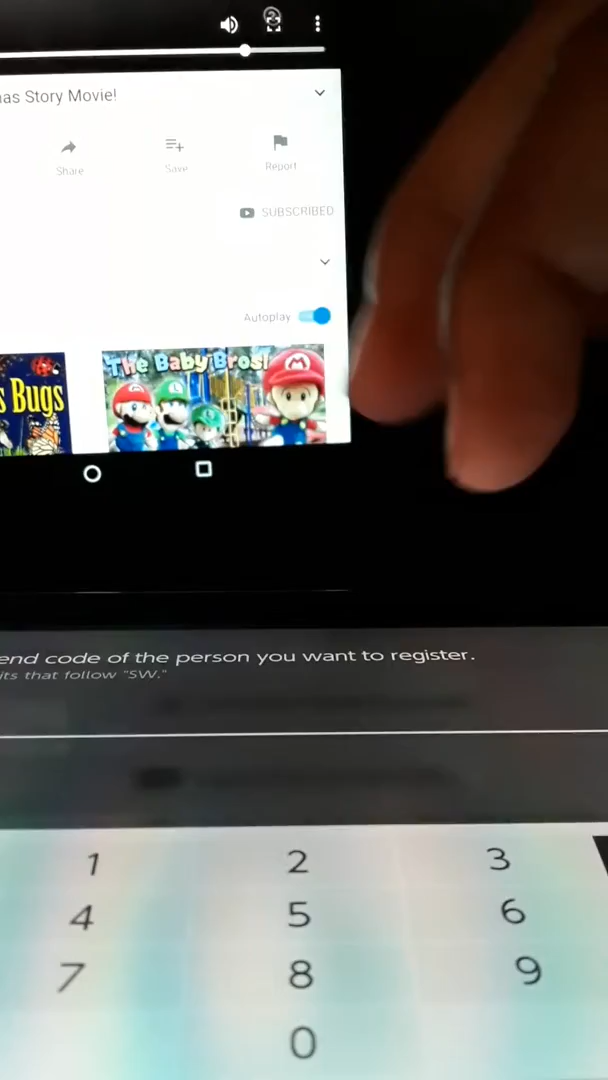 as Story Movie!
Share
Save
Report
SUBSCRIBED
Autoplay
s Bugs
The Baby Bros!
M
L
M
end code of the person you want to register.
its that follow "SW."
1 2 3
4 5 6
7 8 9
0